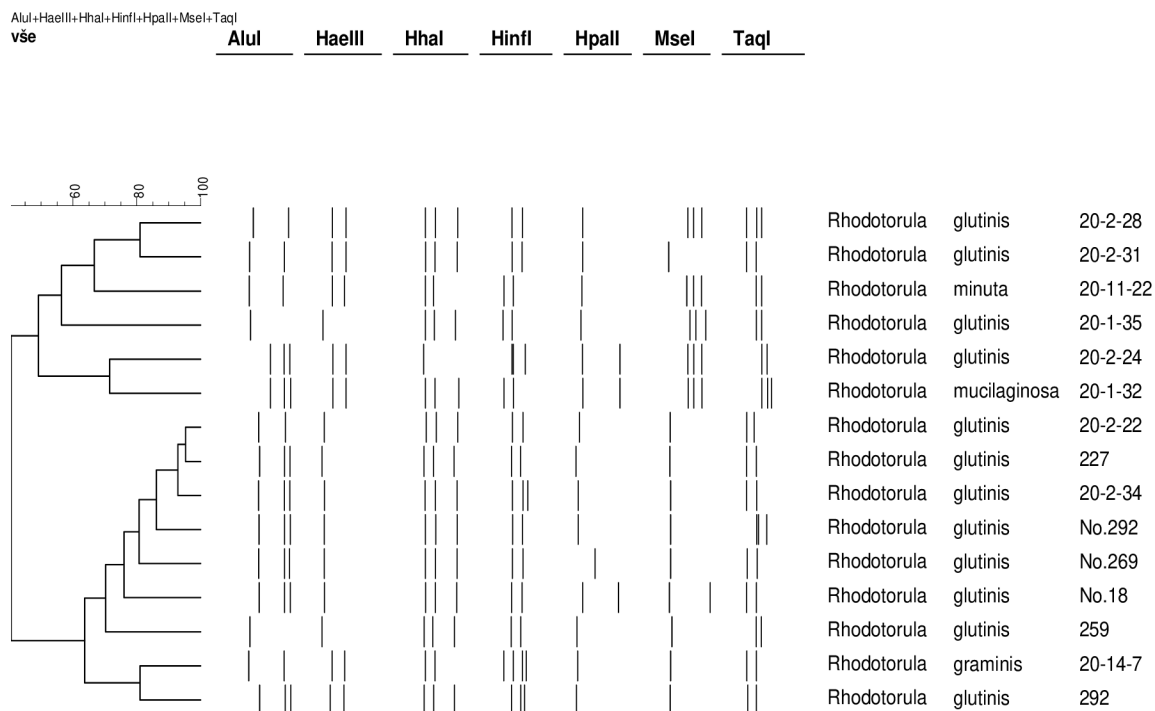 AluI+HaeIII+HhaI+HinfI+HpaII+MseI+TaqI
vše
AluI HaeIII HhaI HinfI HpaII MseI TaqI
60 80 100
Rhodotorula glutinis 20-2-28
Rhodotorula glutinis 20-2-31
Rhodotorula minuta 20-11-22
Rhodotorula glutinis 20-1-35
Rhodotorula glutinis 20-2-24
Rhodotorula mucilaginosa 20-1-32
Rhodotorula glutinis 20-2-22
Rhodotorula glutinis 227
Rhodotorula glutinis 20-2-34
Rhodotorula glutinis No.292
Rhodotorula glutinis No.269
Rhodotorula glutinis No.18
Rhodotorula glutinis 259
Rhodotorula graminis 20-14-7
Rhodotorula glutinis 292